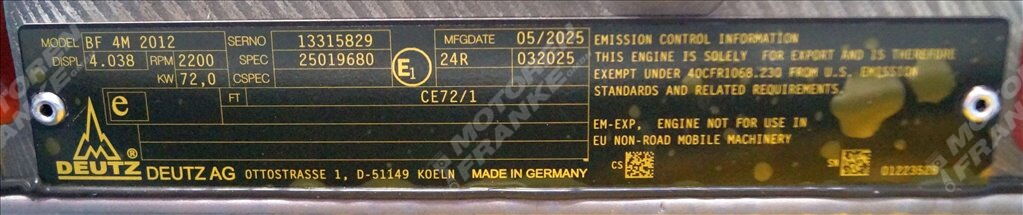 MODEL BF 4M 2012 SERNO 13315829 MFGDATE 05/2025
DISPL 4.038 RPM 2200 SPEC 25019680 E1 24R 032025
KW 72,0 CSPEC
e FT CE72/1
DEUTZ ® DEUTZ AG OTTOSTRASSE 1, D-51149 KOELN MADE IN GERMANY
EMISSION CONTROL INFORMATION
THIS ENGINE IS SOLELY FOR EXPORT AND IS THEREFORE
EXEMPT UNDER 40CFR1068.230 FROM U.S. EMISSION
STANDARDS AND RELATED REQUIREMENTS.
EM-EXP, ENGINE NOT FOR USE IN
EU NON-ROAD MOBILE MACHINERY
CS SN
MOTOREN
FRANKE